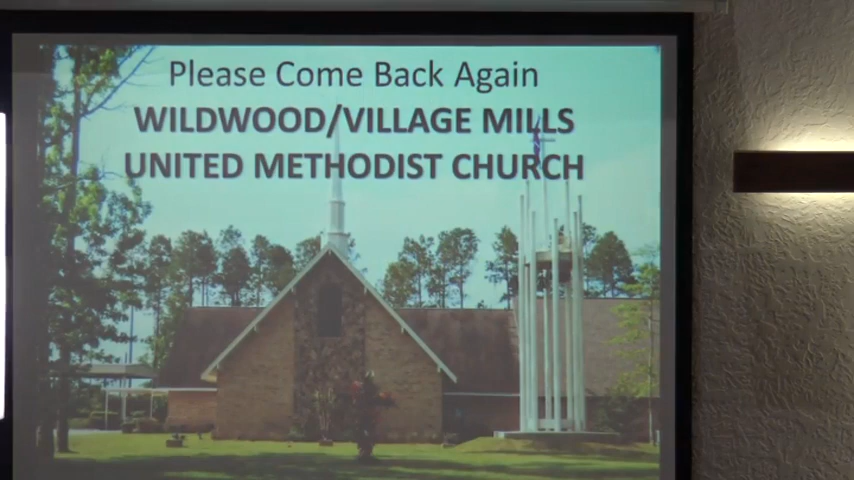 Please Come Back Again
WILDWOOD/VILLAGE MILLS
UNITED METHODIST CHURCH